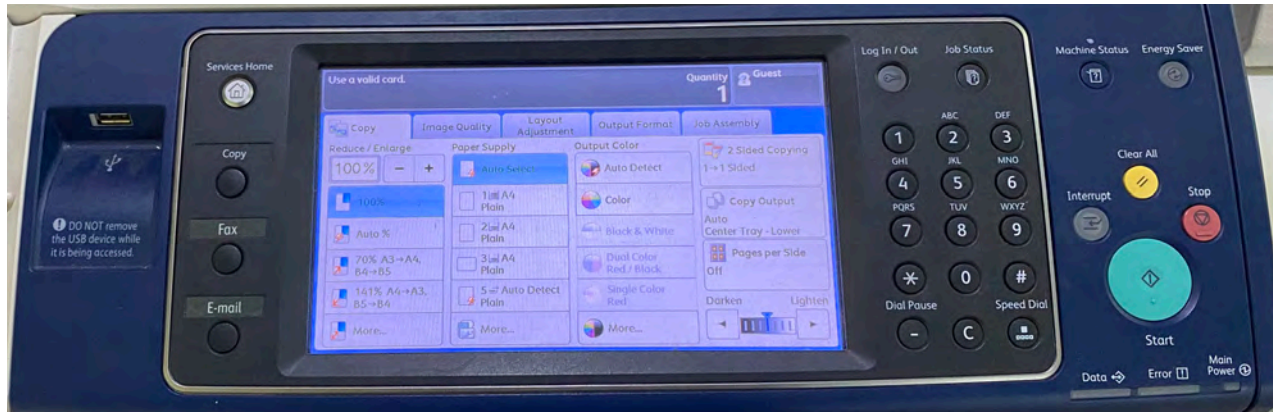 DO NOT remove
the USB device while
it is being accessed.
Services Home
Copy
Fax
E-mail
Use a valid card.
Quantity
1
Guest
Copy
Image Quality
Layout
Adjustment
Output Format
Job Assembly
Reduce / Enlarge
100%
- +
100%
Auto %
70% A3→A4,
B4→B5
141% A4→A3,
B5→B4
More...
Paper Supply
Auto Select
1 A4
Plain
2 A4
Plain
3 A4
Plain
5 Auto Detect
Plain
More...
Output Color
Auto Detect
Color
Black & White
Dual Color
Red / Black
Single Color
Red
More...
2 Sided Copying
1→1 Sided
Copy Output
Auto
Center Tray - Lower
Pages per Side
Off
Darken Lighten
Log In / Out
Job Status
ABC DEF
1 2 3
GHI JKL MNO
4 5 6
PQRS TUV WXYZ
7 8 9
* 0 #
Dial Pause Speed Dial
- C
Machine Status
Energy Saver
Clear All
Interrupt
Stop
Start
Data
Error
Main
Power